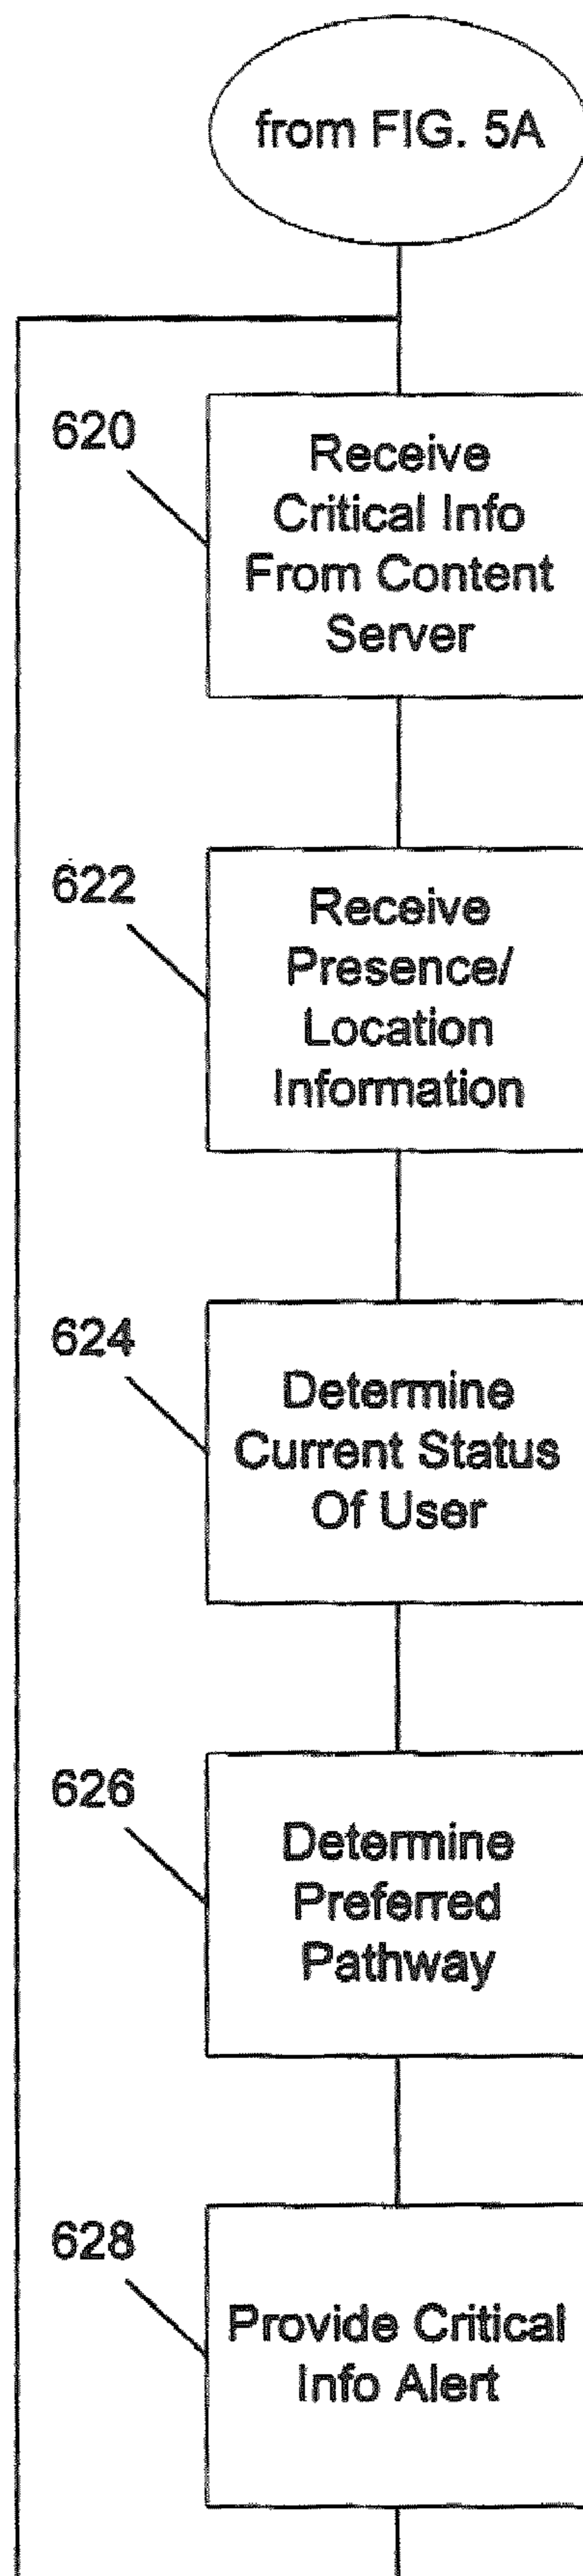 from FIG. 5A
620
Receive
Critical Info
From Content
Server
622
Receive
Presence/
Location
Information
624
Determine
Current Status
Of User
626
Determine
Preferred
Pathway
628
Provide Critical
Info Alert